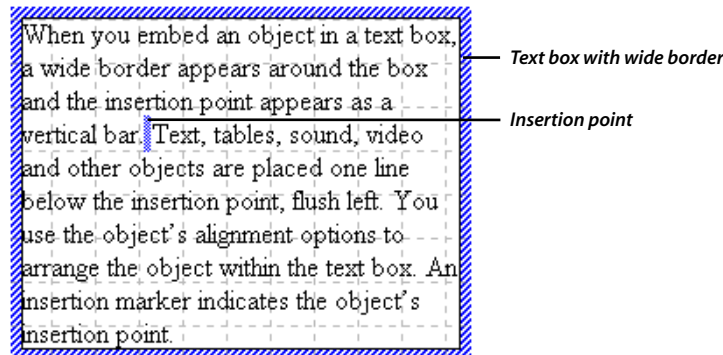 When you embed an object in a text box,
a wide border appears around the box
and the insertion point appears as a
vertical bar. Text, tables, sound, video
and other objects are placed one line
below the insertion point, flush left. You
use the object's alignment options to
arrange the object within the text box. An
insertion marker indicates the object's
insertion point.
Text box with wide border
Insertion point